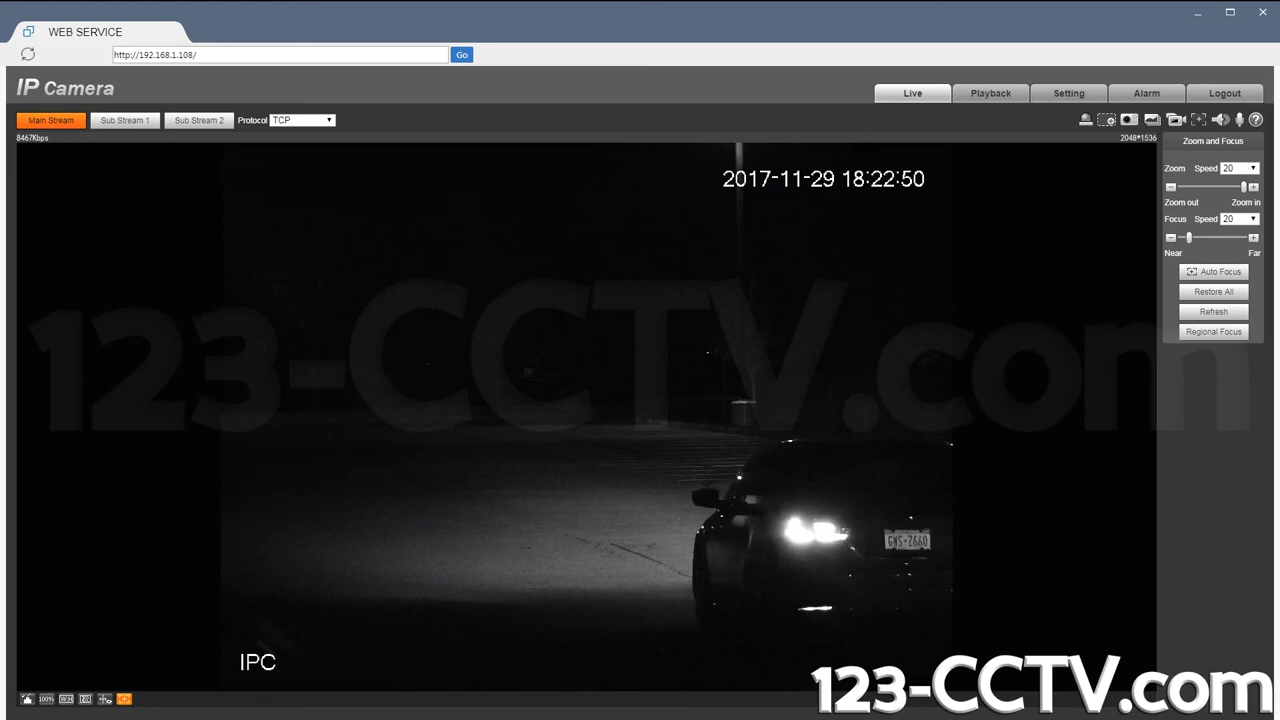 WEB SERVICE
http://192.168.1.108/
Go
IP Camera
Live
Playback
Setting
Alarm
Logout
Main Stream
Sub Stream 1
Sub Stream 2
Protocol
TCP
8467Kbps
2048*1536
Zoom and Focus
2017-11-29 18:22:50
Zoom Speed 20
Zoom out Zoom in
Focus Speed 20
Near Far
Auto Focus
Restore All
Refresh
Regional Focus
123-CCTV.com
GWS-2660
IPC
100%
W:H
123-CCTV.com